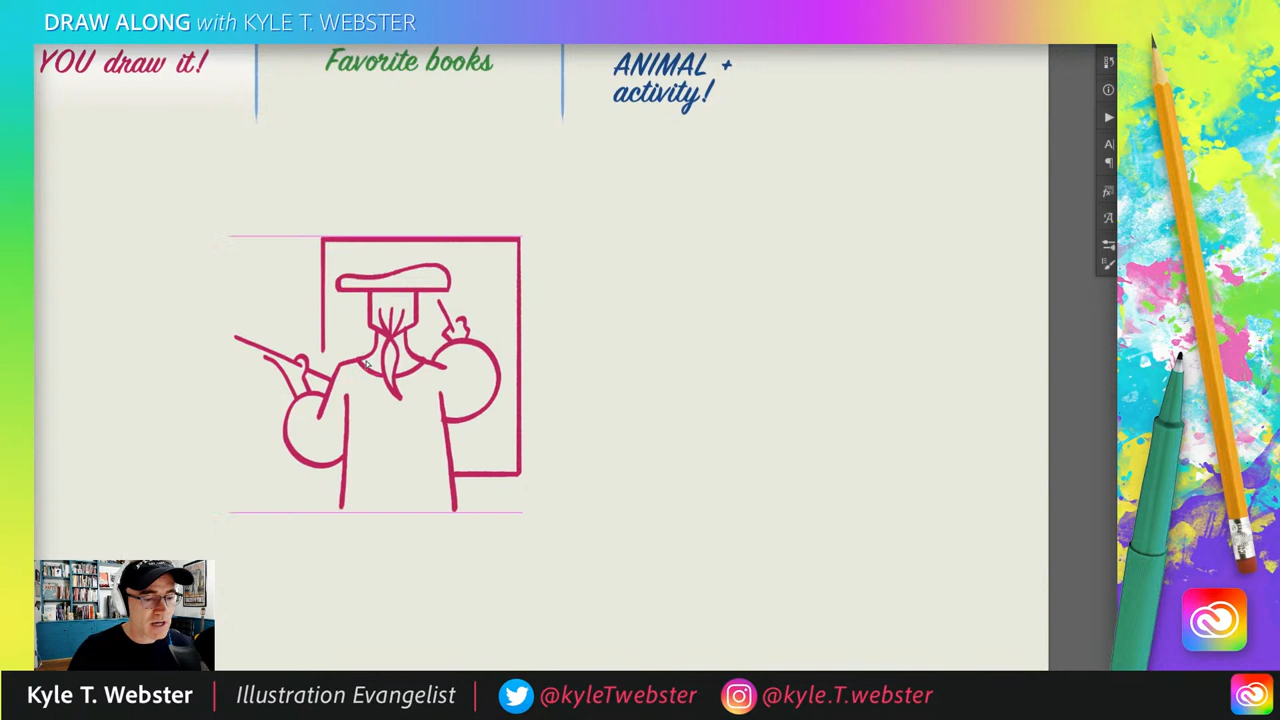 DRAW ALONG with KYLE T. WEBSTER
YOU draw it!
Favorite books
ANIMAL +
activity!
Kyle T. Webster | Illustration Evangelist | @kyleTwebster @kyle.T.webster